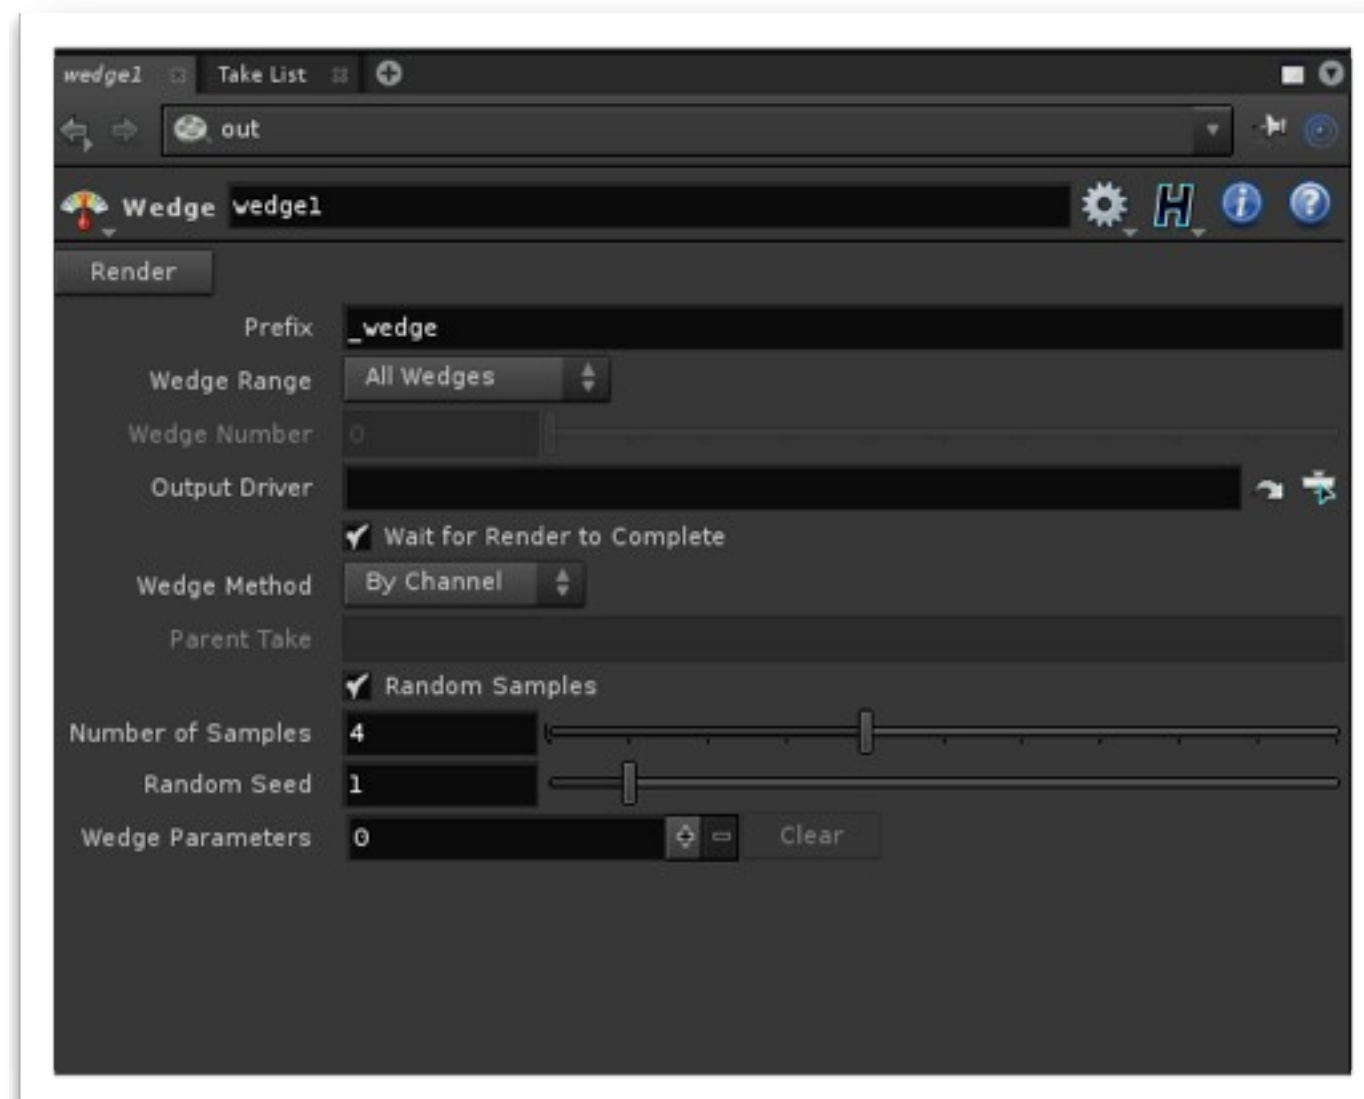 wedge1 Take List
out
Wedge wedge1
Render
Prefix _wedge
Wedge Range All Wedges
Wedge Number 0
Output Driver
Wait for Render to Complete
Wedge Method By Channel
Parent Take
Random Samples
Number of Samples 4
Random Seed 1
Wedge Parameters 0 Clear